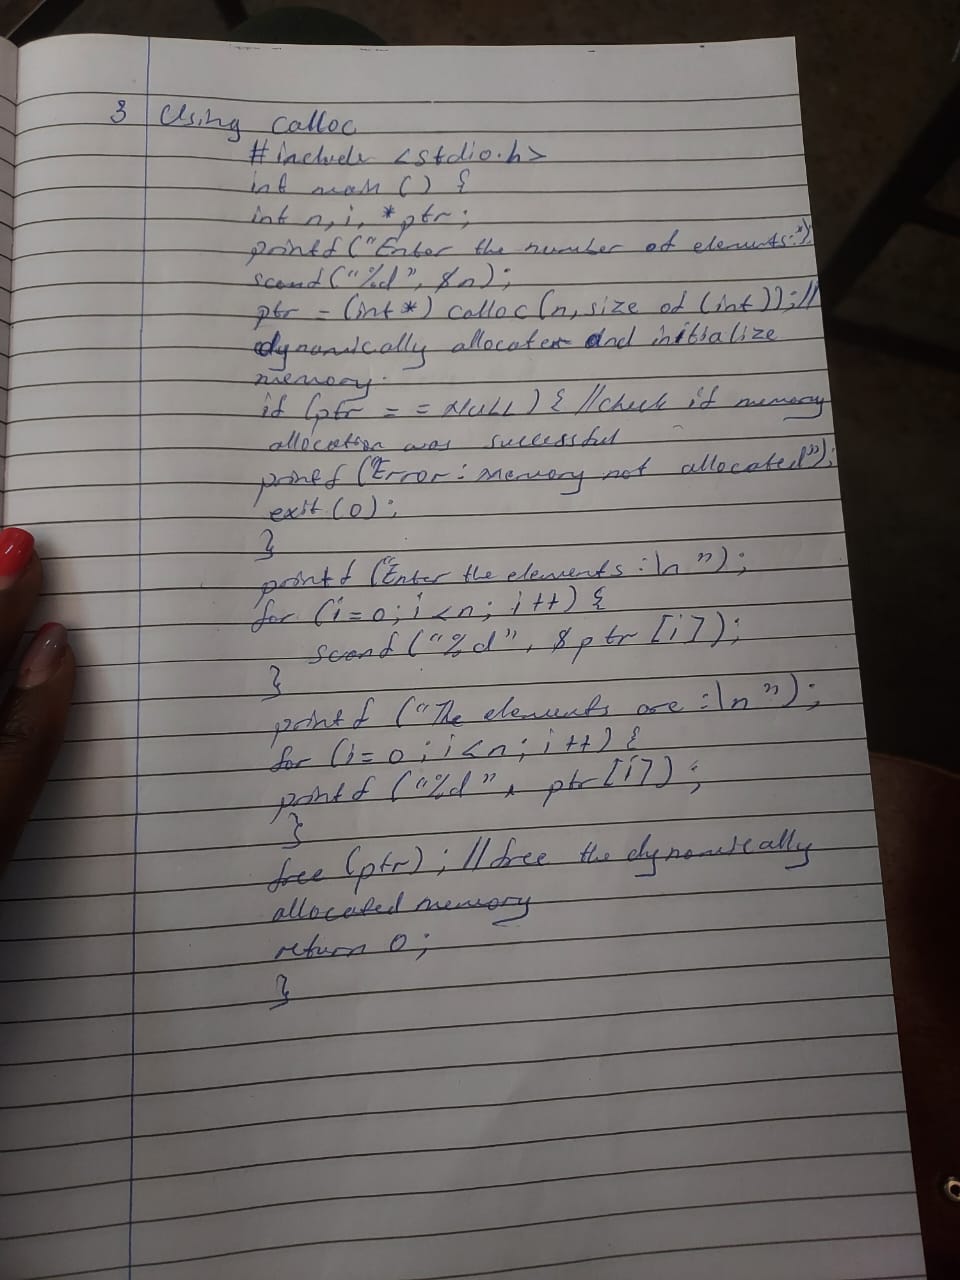 3 Using calloc
#include <stdio.h>
int main () {
int n, i, *ptr;
printf ("Enter the number of elements:");
scanf ("%d", &n);
ptr = (int*) calloc (n, size of (int)); //
dynamically allocates and initialize
memory.
if (ptr = = NULL) { //check if memory
allocation was successful
printf ("Error: memory not allocated");
exit (0);
}
printf ("Enter the elements :\n");
for (i=0; i<n; i++) {
scanf ("%d", &ptr [i]);
}
printf ("The elements are :\n");
for (i=0; i<n; i++) {
printf ("%d", ptr [i]);
}
free (ptr); //free the dynamically
allocated memory
return 0;
}